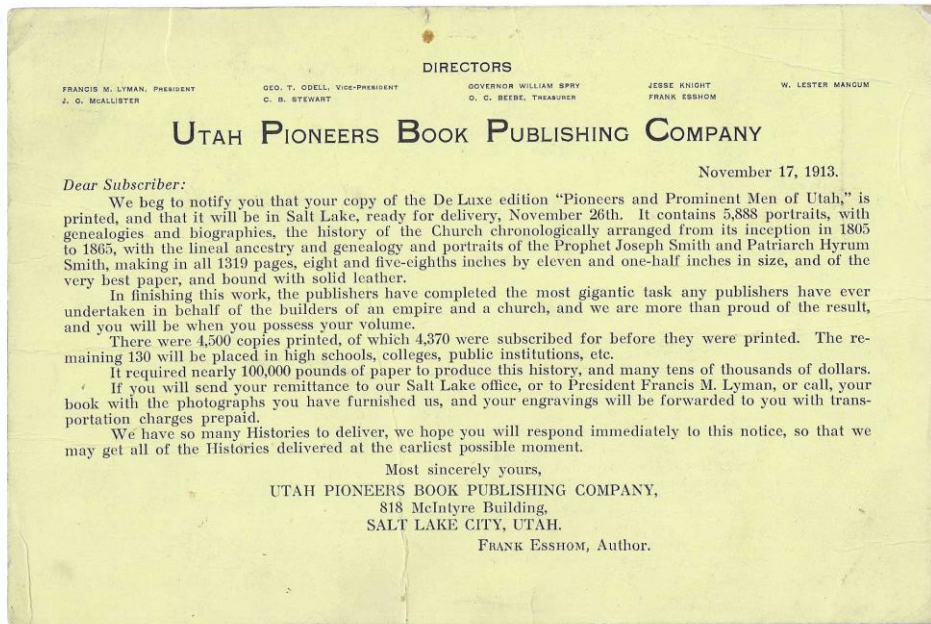 DIRECTORS
FRANCIS M. LYMAN, PRESIDENT GEO. T. ODELL, VICE-PRESIDENT GOVERNOR WILLIAM SPRY JESSE KNIGHT W. LESTER MANGUM
J. G. McALLISTER C. B. STEWART O. C. BEEBE, TREASURER FRANK ESSHOM
UTAH PIONEERS BOOK PUBLISHING COMPANY
November 17, 1913.
Dear Subscriber:
We beg to notify you that your copy of the De Luxe edition “Pioneers and Prominent Men of Utah,” is
printed, and that it will be in Salt Lake, ready for delivery, November 26th. It contains 5,888 portraits, with
genealogies and biographies, the history of the Church chronologically arranged from its inception in 1805
to 1865, with the lineal ancestry and genealogy and portraits of the Prophet Joseph Smith and Patriarch Hyrum
Smith, making in all 1319 pages, eight and five-eighths inches by eleven and one-half inches in size, and of the
very best paper, and bound with solid leather.
In finishing this work, the publishers have completed the most gigantic task any publishers have ever
undertaken in behalf of the builders of an empire and a church, and we are more than proud of the result,
and you will be when you possess your volume.
There were 4,500 copies printed, of which 4,370 were subscribed for before they were printed. The re-
maining 130 will be placed in high schools, colleges, public institutions, etc.
It required nearly 100,000 pounds of paper to produce this history, and many tens of thousands of dollars.
If you will send your remittance to our Salt Lake office, or to President Francis M. Lyman, or call, your
book with the photographs you have furnished us, and your engravings will be forwarded to you with trans-
portation charges prepaid.
We have so many Histories to deliver, we hope you will respond immediately to this notice, so that we
may get all of the Histories delivered at the earliest possible moment.
Most sincerely yours,
UTAH PIONEERS BOOK PUBLISHING COMPANY,
818 McIntyre Building,
SALT LAKE CITY, UTAH.
FRANK ESSHOM, Author.